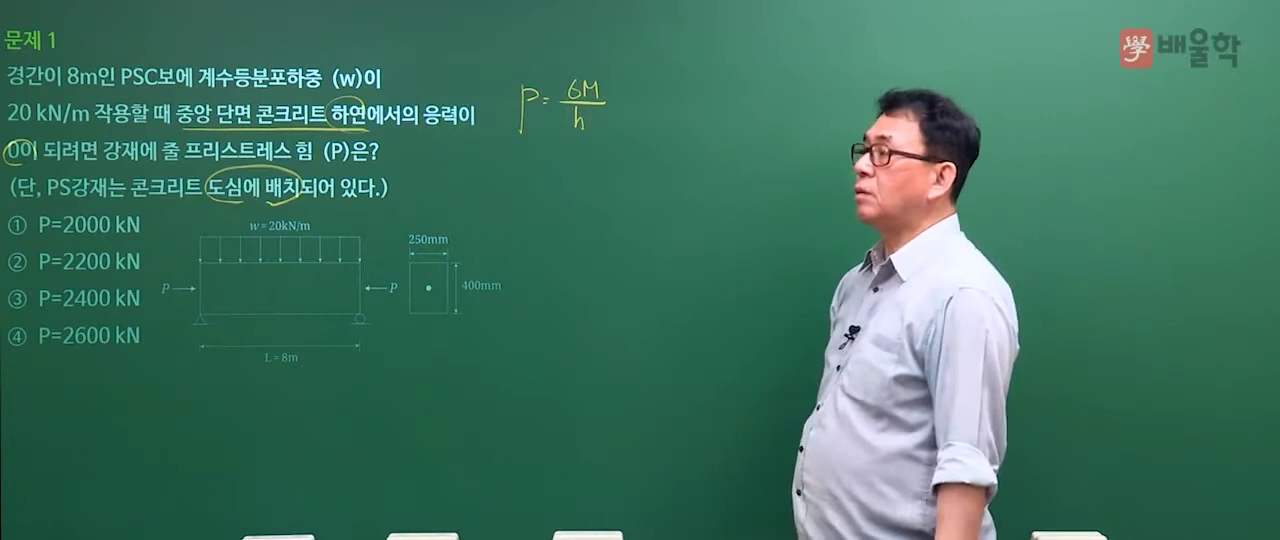 문제 1
學 배울학
경간이 8m인 PSC보에 계수등분포하중 (w)이
20 kN/m 작용할 때 중앙 단면 콘크리트 하연에서의 응력이
0이 되려면 강재에 줄 프리스트레스 힘 (P)은?
(단, PS강재는 콘크리트 도심에 배치되어 있다.)
P = 6M/h
① P=2000 kN
② P=2200 kN
③ P=2400 kN
④ P=2600 kN
w = 20kN/m
250mm
P
P
400mm
L = 8m